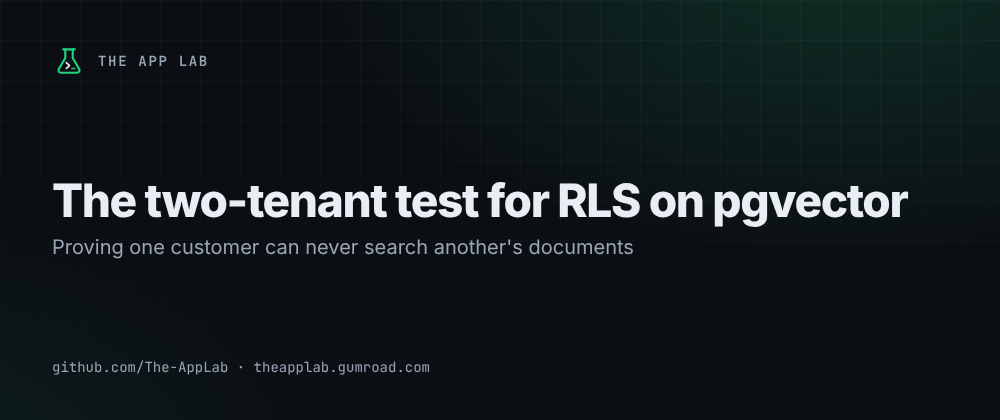 THE APP LAB
The two-tenant test for RLS on pgvector
Proving one customer can never search another's documents
github.com/The-AppLab · theapplab.gumroad.com